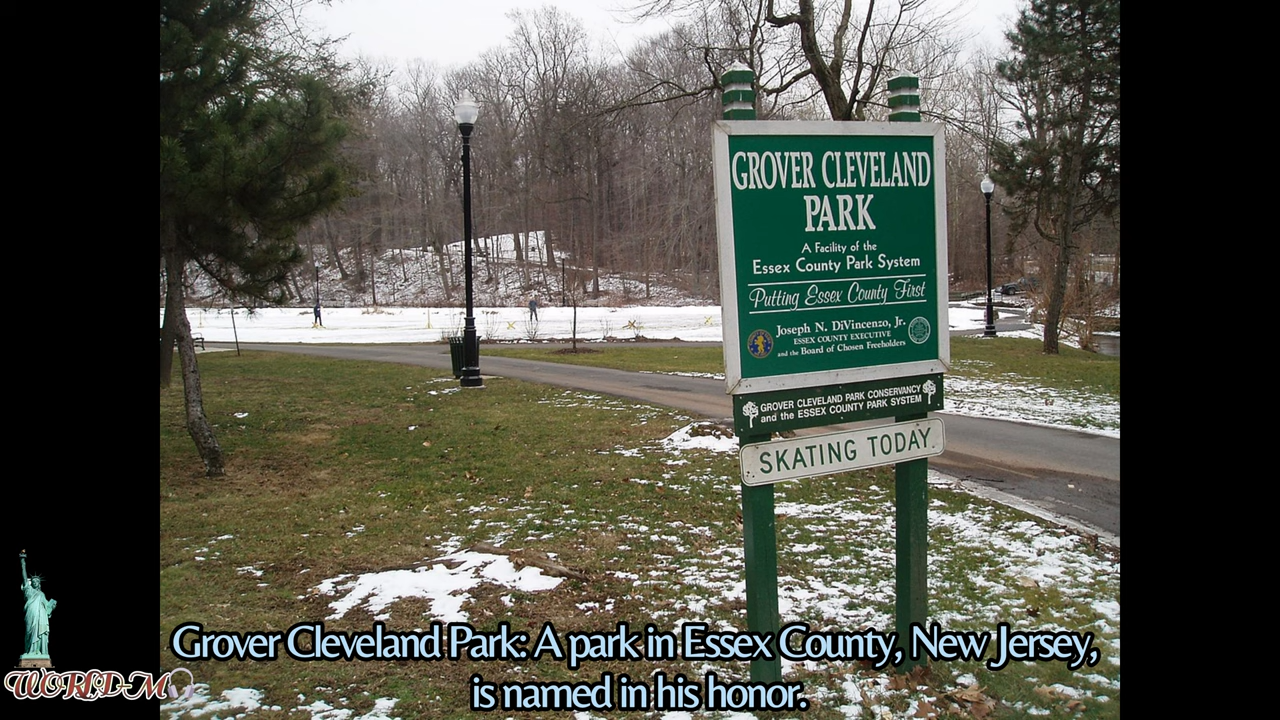 GROVER CLEVELAND
PARK
A Facility of the
Essex County Park System
Putting Essex County First
Joseph N. DiVincenzo, Jr.
ESSEX COUNTY EXECUTIVE
and the Board of Chosen Freeholders
GROVER CLEVELAND PARK CONSERVANCY
and the ESSEX COUNTY PARK SYSTEM
SKATING TODAY
Grover Cleveland Park: A park in Essex County, New Jersey,
is named in his honor.
WORLD-M